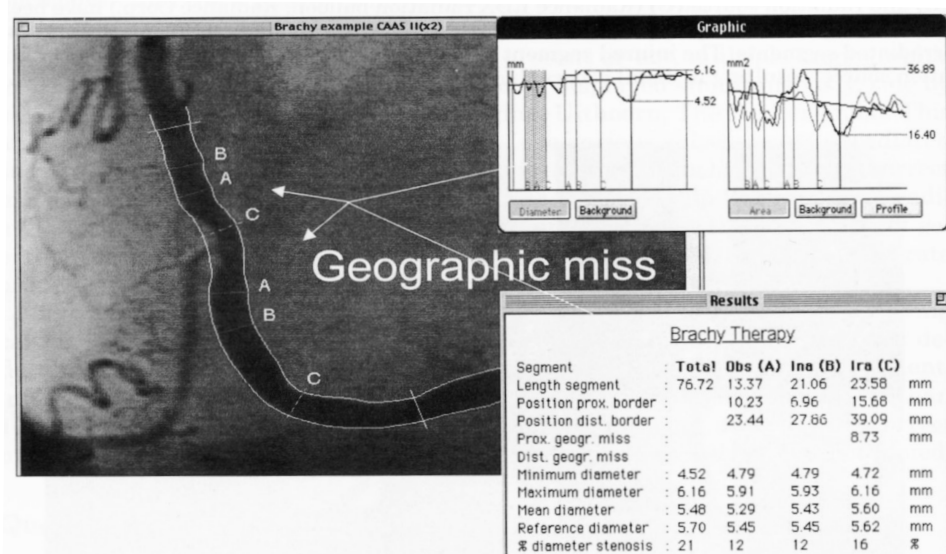 Brachy example CAAS II(x2)
B
A
C
A
B
C
Geographic miss
Graphic
mm
6.16
4.52
B A C A B C
Diameter
Background
mm2
36.89
16.40
B A C A B C
Area
Background
Profile
Results
Brachy Therapy
Segment : Total Obs (A) Ina (B) Ira (C)
Length segment : 76.72 13.37 21.06 23.58 mm
Position prox. border : 10.23 6.96 15.68 mm
Position dist. border : 23.44 27.86 39.09 mm
Prox. geogr. miss : 8.73 mm
Dist. geogr. miss :
Minimum diameter : 4.52 4.79 4.79 4.72 mm
Maximum diameter : 6.16 5.91 5.93 6.16 mm
Mean diameter : 5.48 5.29 5.43 5.60 mm
Reference diameter : 5.70 5.45 5.45 5.62 mm
% diameter stenosis : 21 12 12 16 %